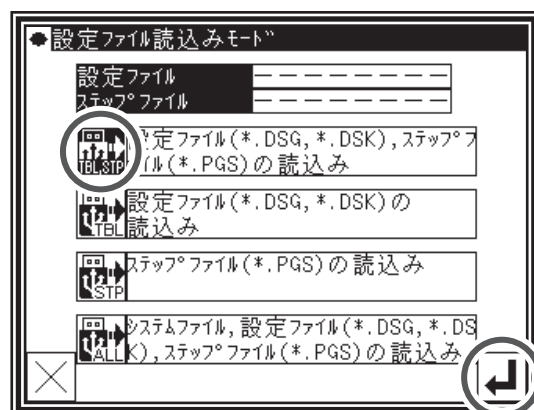 ●設定ﾌｧｲﾙ読込みﾓｰﾄﾞ
設定ﾌｧｲﾙ －－－－－－－－
ｽﾃｯﾌﾟﾌｧｲﾙ －－－－－－－－
TBL,STP
定ﾌｧｲﾙ(*.DSG,*.DSK),ｽﾃｯﾌﾟﾌ
ｲﾙ(*.PGS)の読込み
TBL
設定ﾌｧｲﾙ(*.DSG,*.DSK)の
読込み
STP
ｽﾃｯﾌﾟﾌｧｲﾙ(*.PGS)の読込み
ALL
ｼｽﾃﾑﾌｧｲﾙ,設定ﾌｧｲﾙ(*.DSG,*.DS
K),ｽﾃｯﾌﾟﾌｧｲﾙ(*.PGS)の読込み